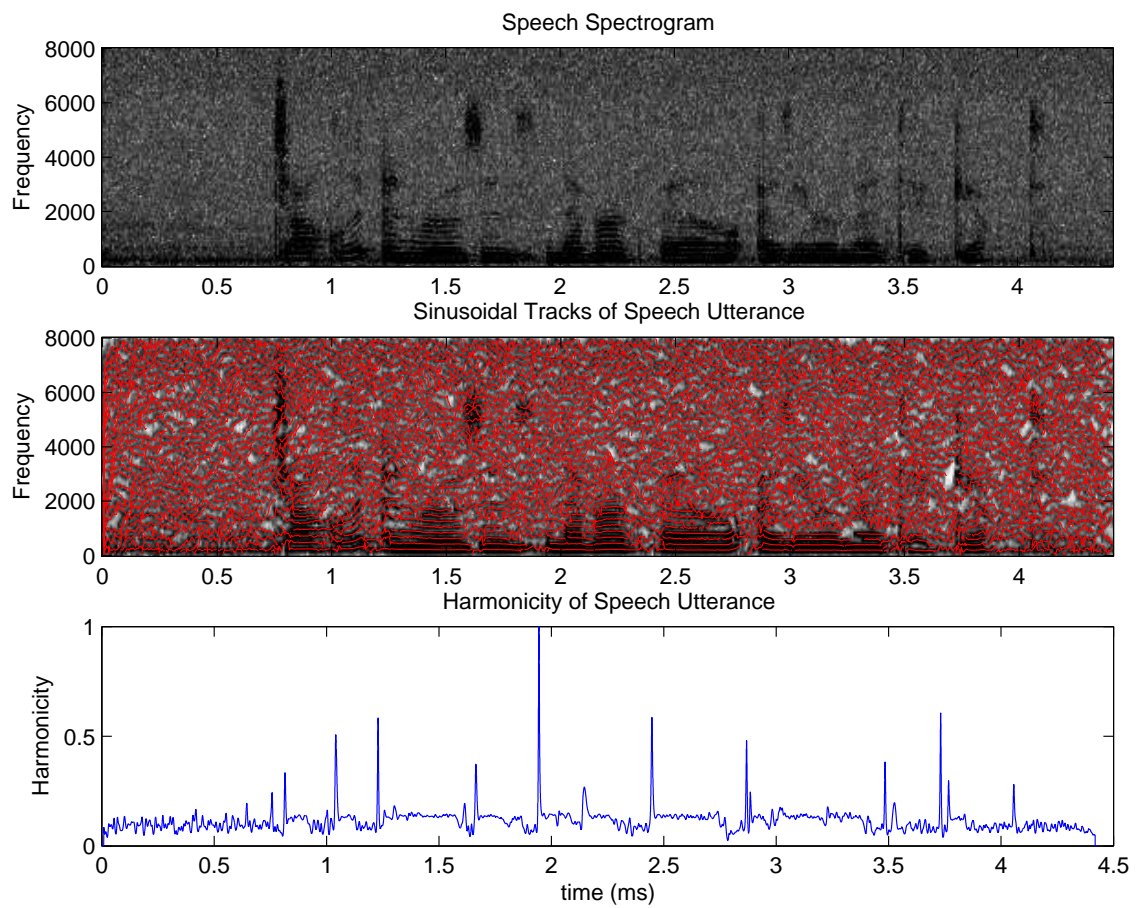 Speech Spectrogram
Frequency
8000
6000
4000
2000
0
0 0.5 1 1.5 2 2.5 3 3.5 4
Sinusoidal Tracks of Speech Utterance
Frequency
8000
6000
4000
2000
0
0 0.5 1 1.5 2 2.5 3 3.5 4
Harmonicity of Speech Utterance
Harmonicity
1
0.5
0
0 0.5 1 1.5 2 2.5 3 3.5 4 4.5
time (ms)